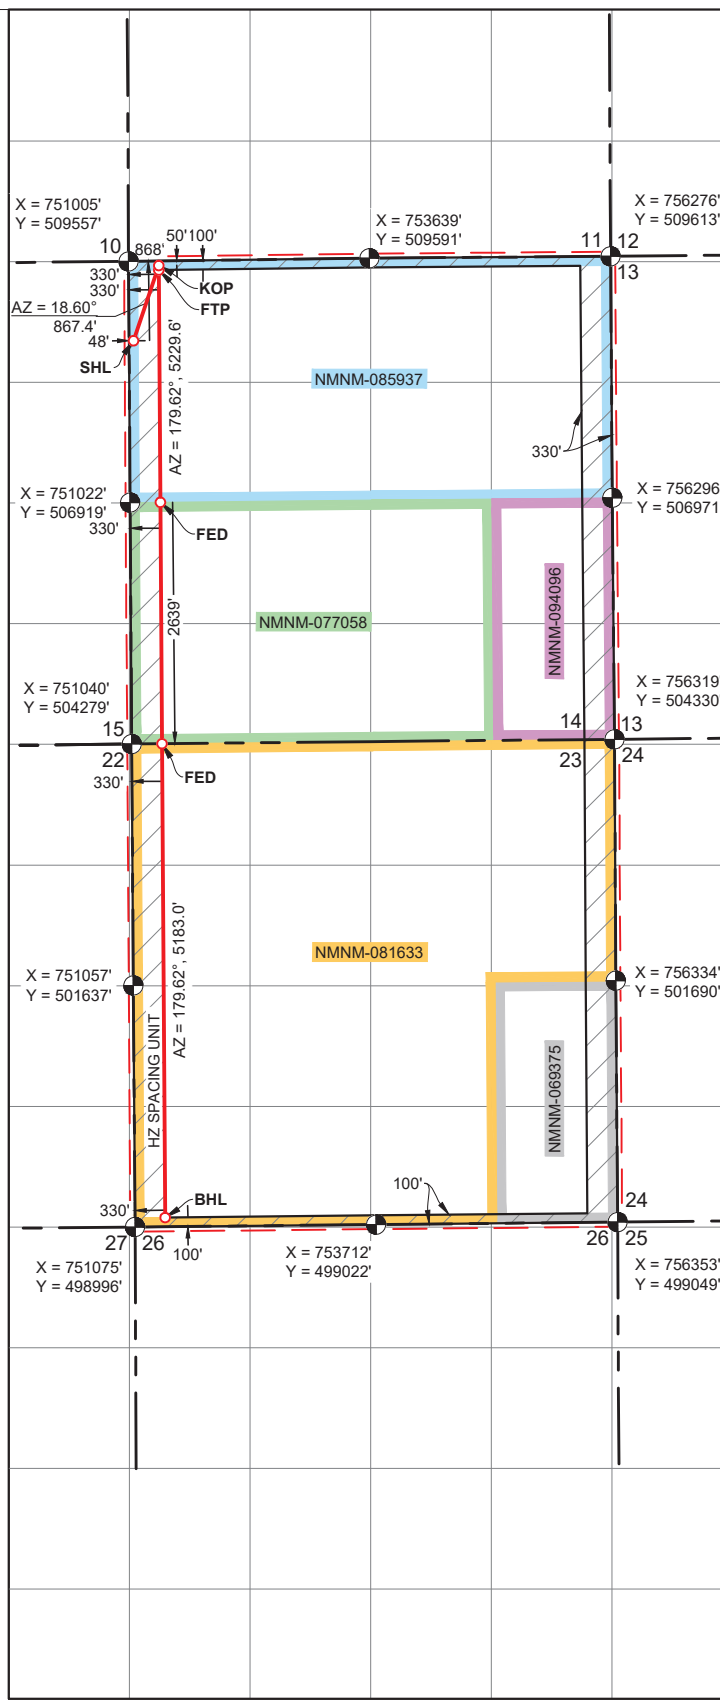 X = 751005'
Y = 509557'
X = 753639'
Y = 509591'
X = 756276'
Y = 509613'
10
868'
50'100'
11
12
13
330'
330'
KOP
FTP
AZ = 18.60°
867.4'
48'
SHL
AZ = 179.62°, 5229.6'
NMNM-085937
330'
X = 751022'
Y = 506919'
X = 756296
Y = 506971'
330'
FED
2639'
NMNM-077058
NMNM-094096
X = 751040'
Y = 504279'
X = 756319
Y = 504330'
15
22
14
23
13
24
FED
330'
NMNM-081633
AZ = 179.62°, 5183.0'
X = 751057'
Y = 501637'
X = 756334'
Y = 501690'
HZ SPACING UNIT
NMNM-069375
330'
BHL
100'
24
27
26
100'
26
25
X = 751075'
Y = 498996'
X = 753712'
Y = 499022'
X = 756353'
Y = 499049'